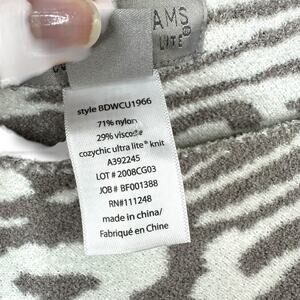 AMS
LITE®
style BDWCU1966
71% nylon
29% viscose
cozychic ultra lite® knit
A392245
LOT # 2008CG03
JOB # BF001388
RN#111248
made in china/
Fabriqué en Chine